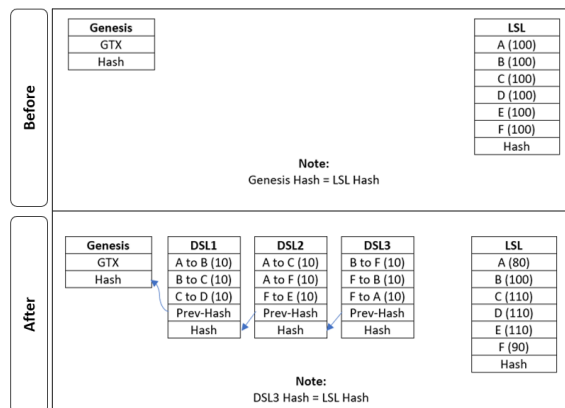 Before
Genesis
GTX
Hash
LSL
A (100)
B (100)
C (100)
D (100)
E (100)
F (100)
Hash
Note:
Genesis Hash = LSL Hash
After
Genesis
GTX
Hash
DSL1
A to B (10)
B to C (10)
C to D (10)
Prev-Hash
Hash
DSL2
A to C (10)
A to F (10)
F to E (10)
Prev-Hash
Hash
DSL3
B to F (10)
F to B (10)
F to A (10)
Prev-Hash
Hash
LSL
A (80)
B (100)
C (110)
D (110)
E (110)
F (90)
Hash
Note:
DSL3 Hash = LSL Hash